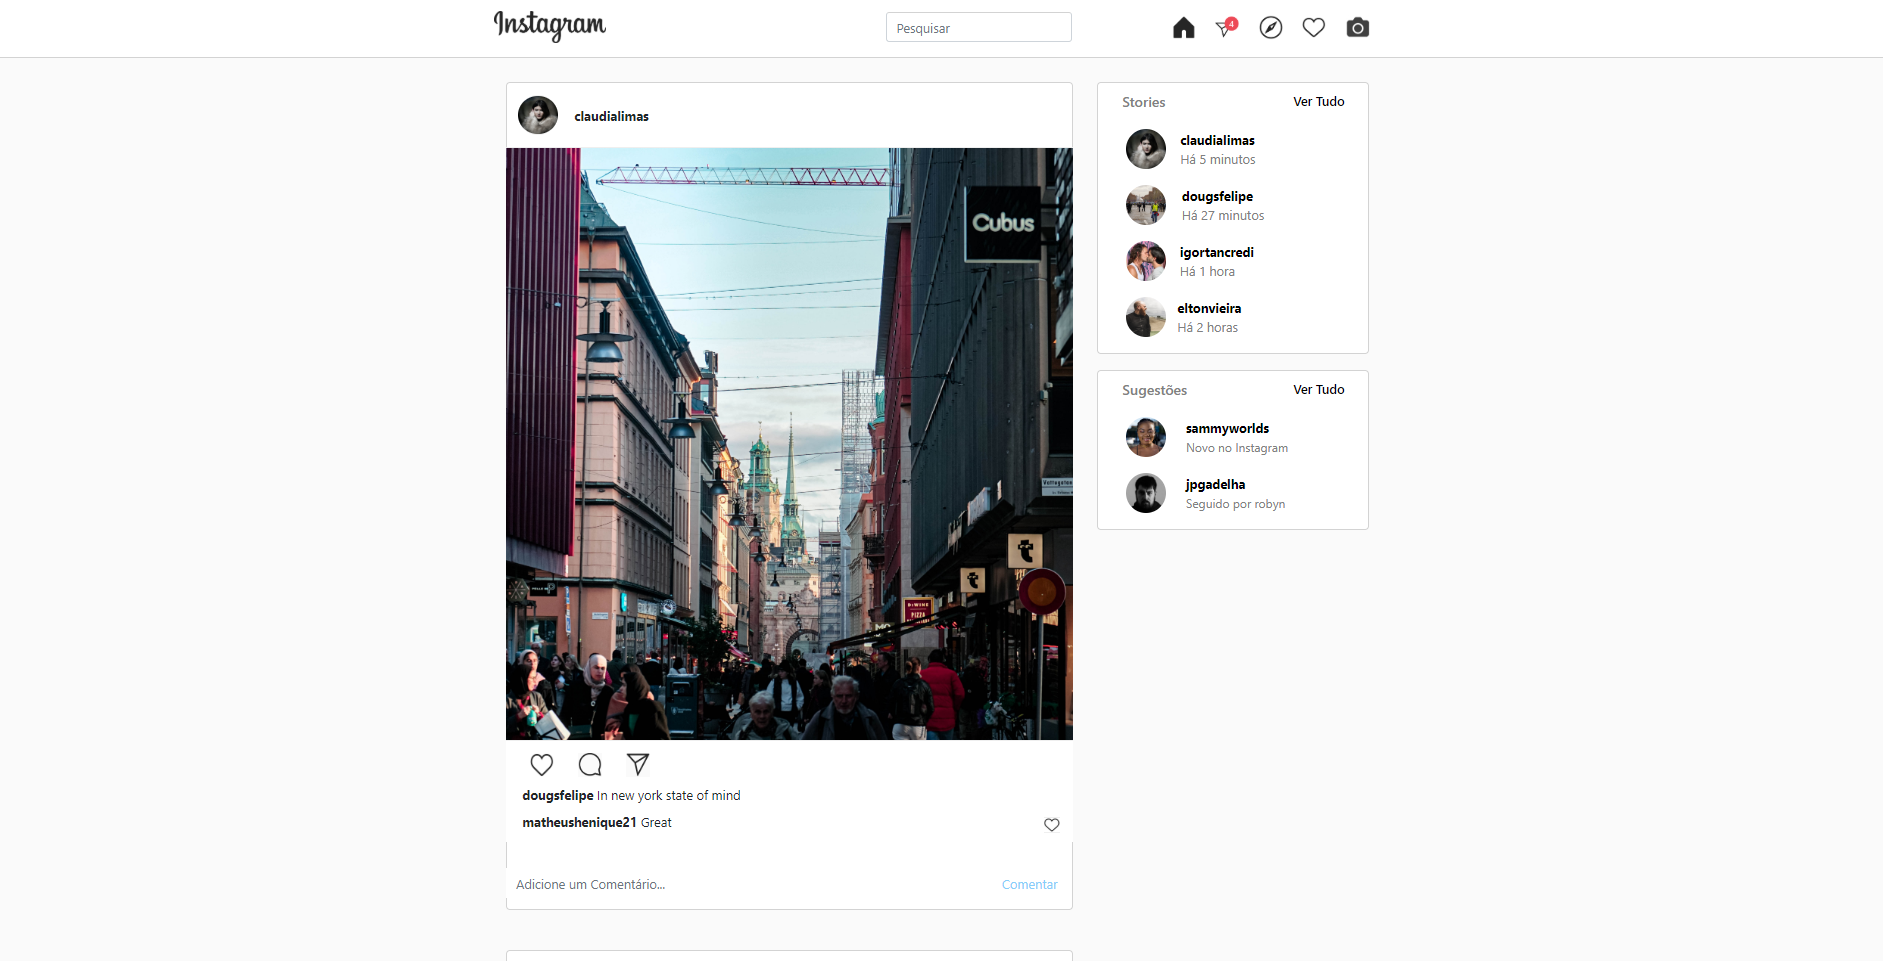 Instagram
Pesquisar
4
claudialimas
Cubus
t
t
PIZZA
dougsfelipe In new york state of mind
matheushenique21 Great
Adicione um Comentário...
Comentar
Stories
Ver Tudo
claudialimas
Há 5 minutos
dougsfelipe
Há 27 minutos
igortancredi
Há 1 hora
eltonvieira
Há 2 horas
Sugestões
Ver Tudo
sammyworlds
Novo no Instagram
jpgadelha
Seguido por robyn